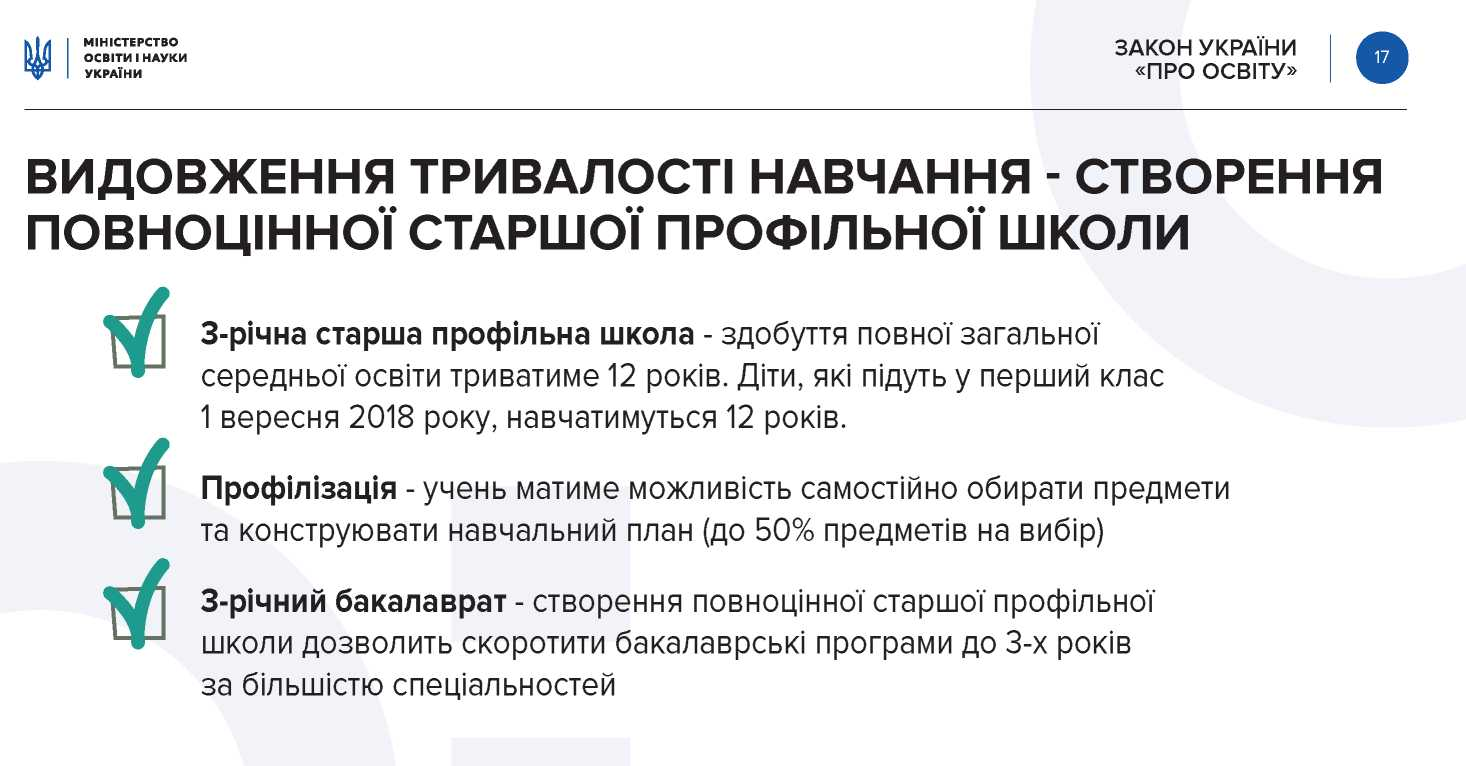 МІНІСТЕРСТВО
ОСВІТИ І НАУКИ
УКРАЇНИ
ЗАКОН УКРАЇНИ
«ПРО ОСВІТУ»
17
ВИДОВЖЕННЯ ТРИВАЛОСТІ НАВЧАННЯ - СТВОРЕННЯ
ПОВНОЦІННОЇ СТАРШОЇ ПРОФІЛЬНОЇ ШКОЛИ
3-річна старша профільна школа - здобуття повної загальної
середньої освіти триватиме 12 років. Діти, які підуть у перший клас
1 вересня 2018 року, навчатимуться 12 років.
Профілізація - учень матиме можливість самостійно обирати предмети
та конструювати навчальний план (до 50% предметів на вибір)
3-річний бакалаврат - створення повноцінної старшої профільної
школи дозволить скоротити бакалаврські програми до 3-х років
за більшістю спеціальностей